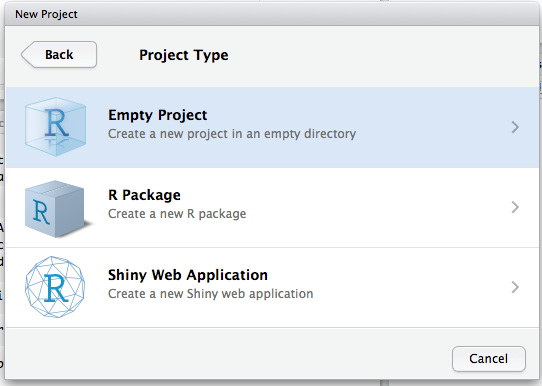 New Project
Back
Project Type
R
Empty Project
Create a new project in an empty directory
R
R Package
Create a new R package
R
Shiny Web Application
Create a new Shiny web application
Cancel